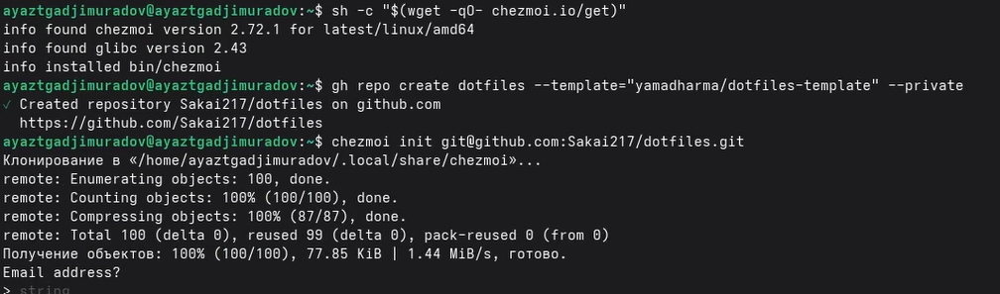 ayaztgadjimuradov@ayaztgadjimuradov:~$ sh -c "$(wget -qO- chezmoi.io/get)"
info found chezmoi version 2.72.1 for latest/linux/amd64
info found glibc version 2.43
info installed bin/chezmoi
ayaztgadjimuradov@ayaztgadjimuradov:~$ gh repo create dotfiles --template="yamadharma/dotfiles-template" --private
✓ Created repository Sakai217/dotfiles on github.com
  https://github.com/Sakai217/dotfiles
ayaztgadjimuradov@ayaztgadjimuradov:~$ chezmoi init git@github.com:Sakai217/dotfiles.git
Клонирование в «/home/ayaztgadjimuradov/.local/share/chezmoi»...
remote: Enumerating objects: 100, done.
remote: Counting objects: 100% (100/100), done.
remote: Compressing objects: 100% (87/87), done.
remote: Total 100 (delta 0), reused 99 (delta 0), pack-reused 0 (from 0)
Получение объектов: 100% (100/100), 77.85 KiB | 1.44 MiB/s, готово.
Email address?
> string